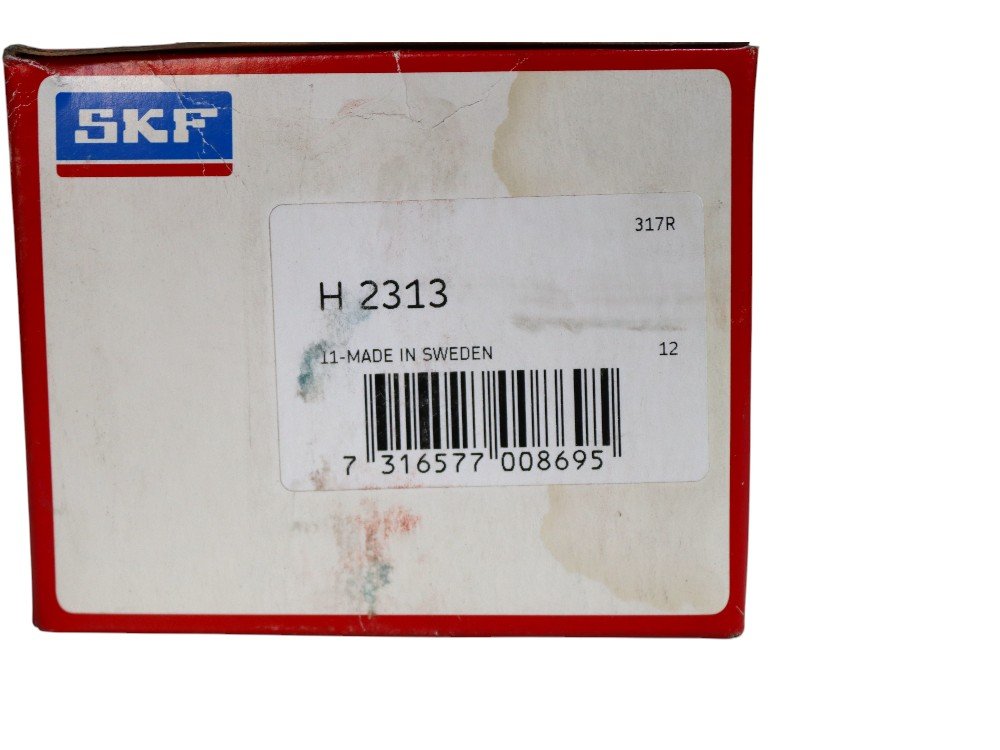 SKF
317R
H 2313
11-MADE IN SWEDEN
12
7 316577 008695